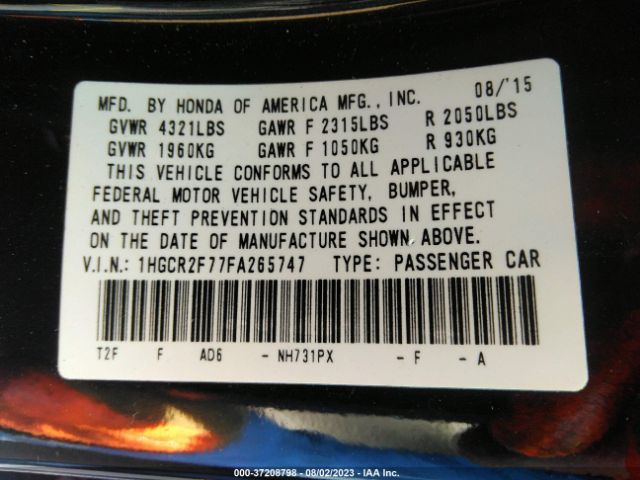 MFD. BY HONDA OF AMERICA MFG., INC. 08/'15
GVWR 4321LBS GAWR F 2315LBS R 2050LBS
GVWR 1960KG GAWR F 1050KG R 930KG
THIS VEHICLE CONFORMS TO ALL APPLICABLE
FEDERAL MOTOR VEHICLE SAFETY, BUMPER,
AND THEFT PREVENTION STANDARDS IN EFFECT
ON THE DATE OF MANUFACTURE SHOWN ABOVE.
V.I.N.: 1HGCR2F77FA265747 TYPE: PASSENGER CAR
T2F F AD6 - NH731PX - F - A
000-37208798 - 08/02/2023 - IAA Inc.